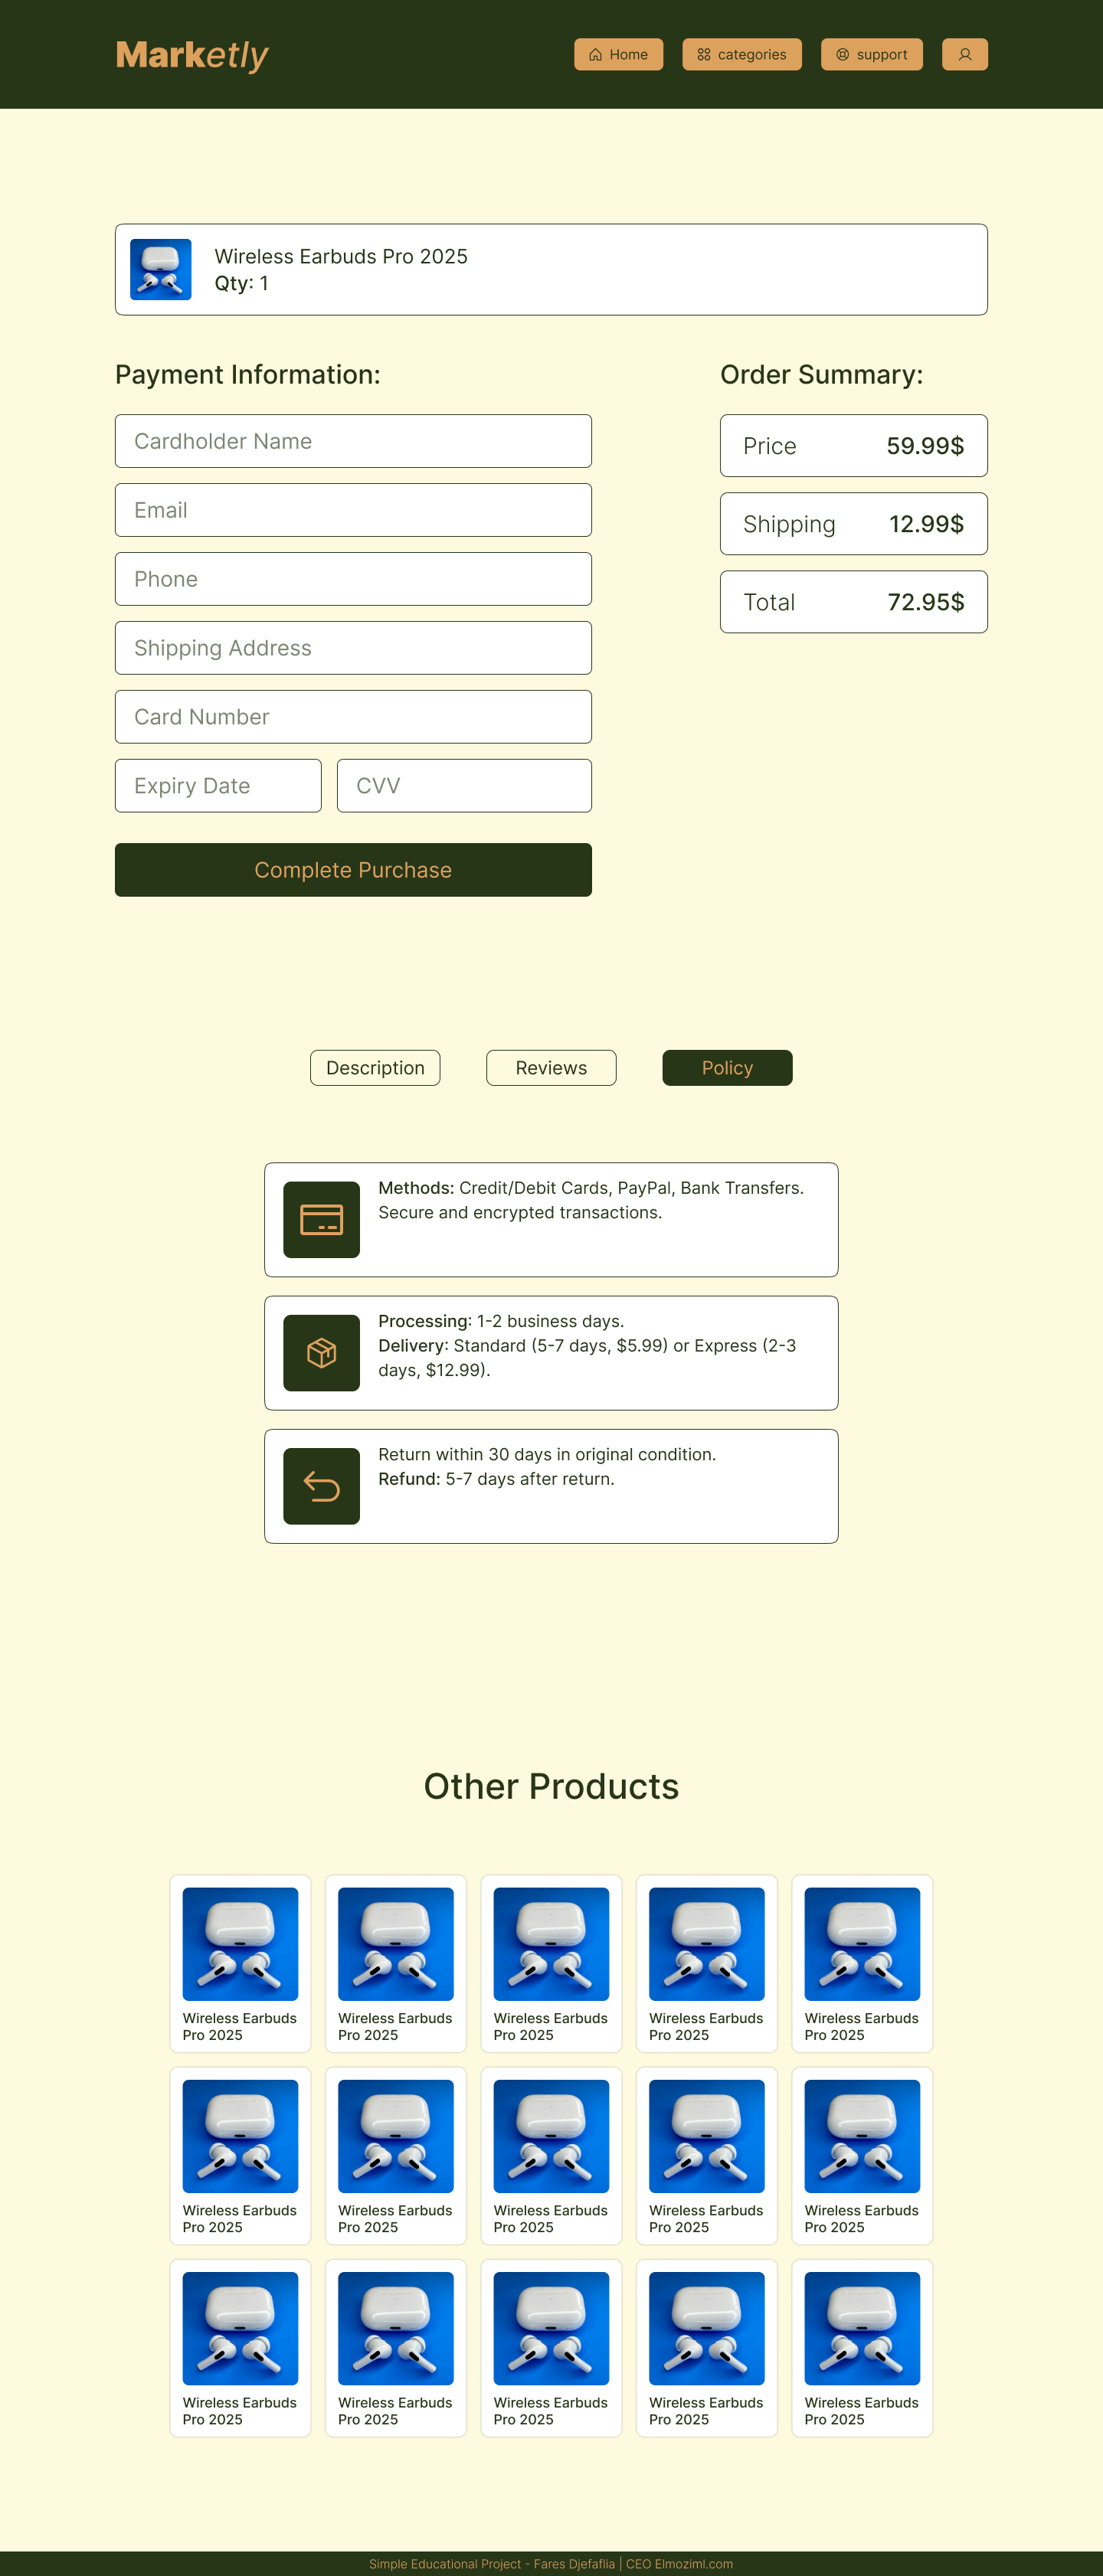 Marketly
Home
categories
support
Wireless Earbuds Pro 2025
Qty: 1
Payment Information:
Cardholder Name
Email
Phone
Shipping Address
Card Number
Expiry Date
CVV
Complete Purchase
Order Summary:
Price 59.99$
Shipping 12.99$
Total 72.95$
Description
Reviews
Policy
Methods: Credit/Debit Cards, PayPal, Bank Transfers.
Secure and encrypted transactions.
Processing: 1-2 business days.
Delivery: Standard (5-7 days, $5.99) or Express (2-3
days, $12.99).
Return within 30 days in original condition.
Refund: 5-7 days after return.
Other Products
Wireless Earbuds
Pro 2025
Wireless Earbuds
Pro 2025
Wireless Earbuds
Pro 2025
Wireless Earbuds
Pro 2025
Wireless Earbuds
Pro 2025
Wireless Earbuds
Pro 2025
Wireless Earbuds
Pro 2025
Wireless Earbuds
Pro 2025
Wireless Earbuds
Pro 2025
Wireless Earbuds
Pro 2025
Wireless Earbuds
Pro 2025
Wireless Earbuds
Pro 2025
Wireless Earbuds
Pro 2025
Wireless Earbuds
Pro 2025
Wireless Earbuds
Pro 2025
Simple Educational Project - Fares Djefaflia | CEO Elmoziml.com